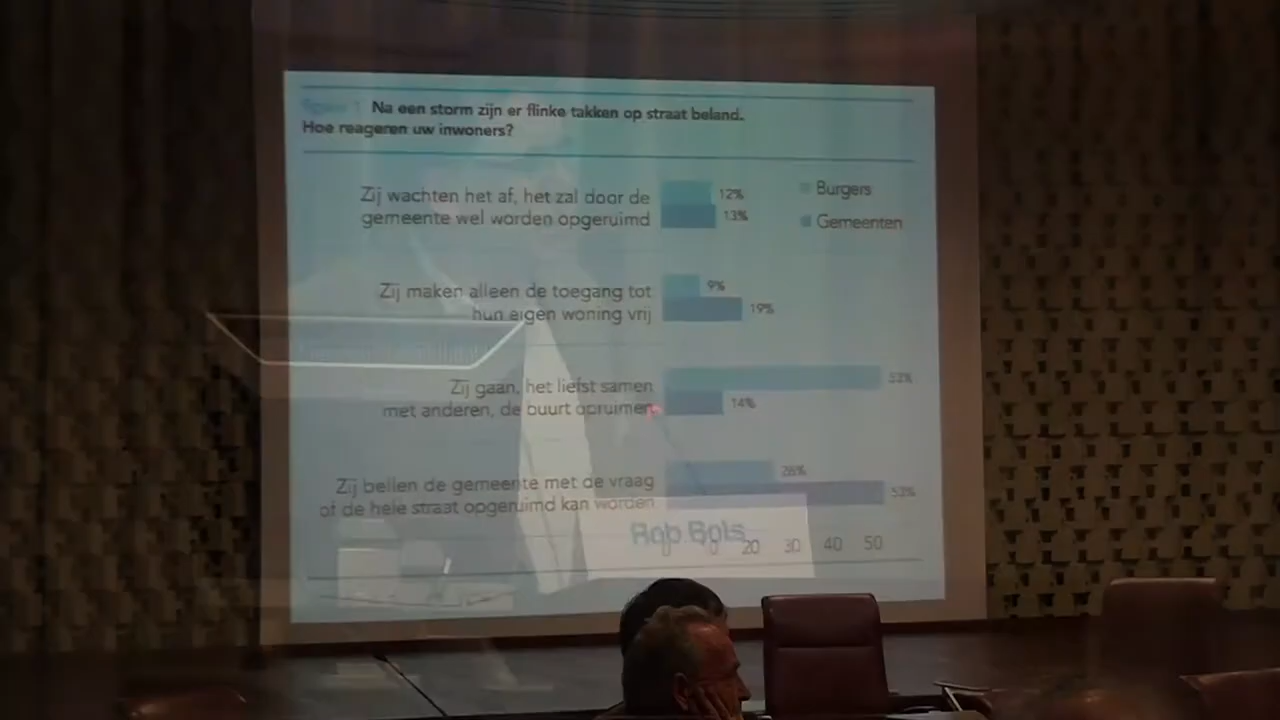 Figuur 1 Na een storm zijn er flinke takken op straat beland.
Hoe reageren uw inwoners?
Zij wachten het af, het zal door de
gemeente wel worden opgeruimd
12%
13%
Burgers
Gemeenten
Zij maken alleen de toegang tot
hun eigen woning vrij
9%
19%
Zij gaan, het liefst samen
met anderen, de buurt opruimen
53%
14%
Zij bellen de gemeente met de vraag
of de hele straat opgeruimd kan worden
26%
53%
Rob Bols
20 30 40 50